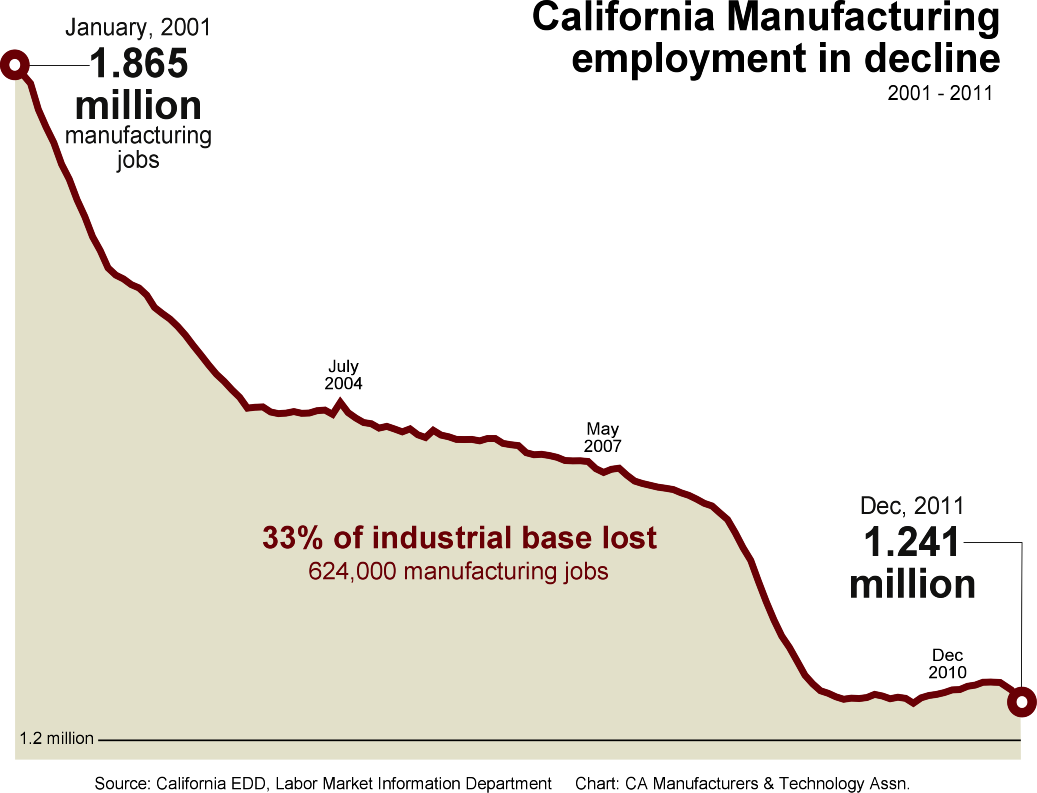 California Manufacturing
employment in decline
2001 - 2011
January, 2001
1.865
million
manufacturing
jobs
July
2004
May
2007
33% of industrial base lost
624,000 manufacturing jobs
Dec, 2011
1.241
million
Dec
2010
1.2 million
Source: California EDD, Labor Market Information Department Chart: CA Manufacturers & Technology Assn.